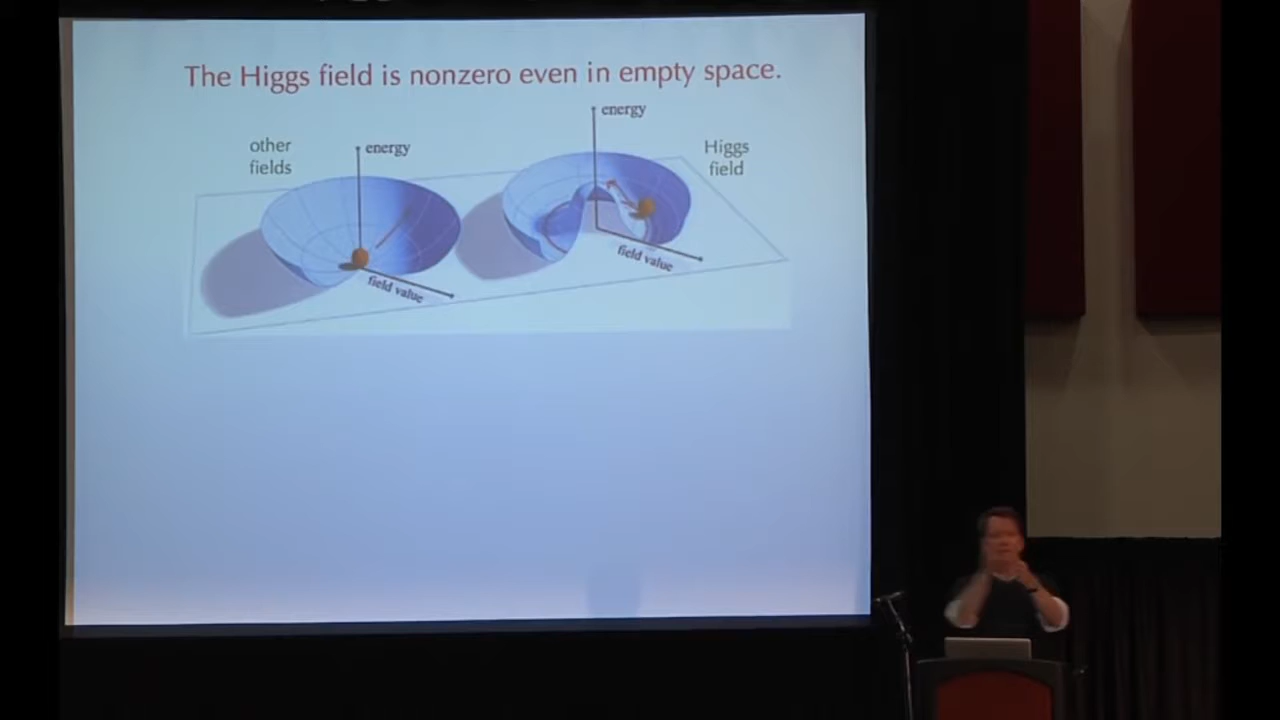 The Higgs field is nonzero even in empty space.
other
fields
energy
field value
energy
Higgs
field
field value